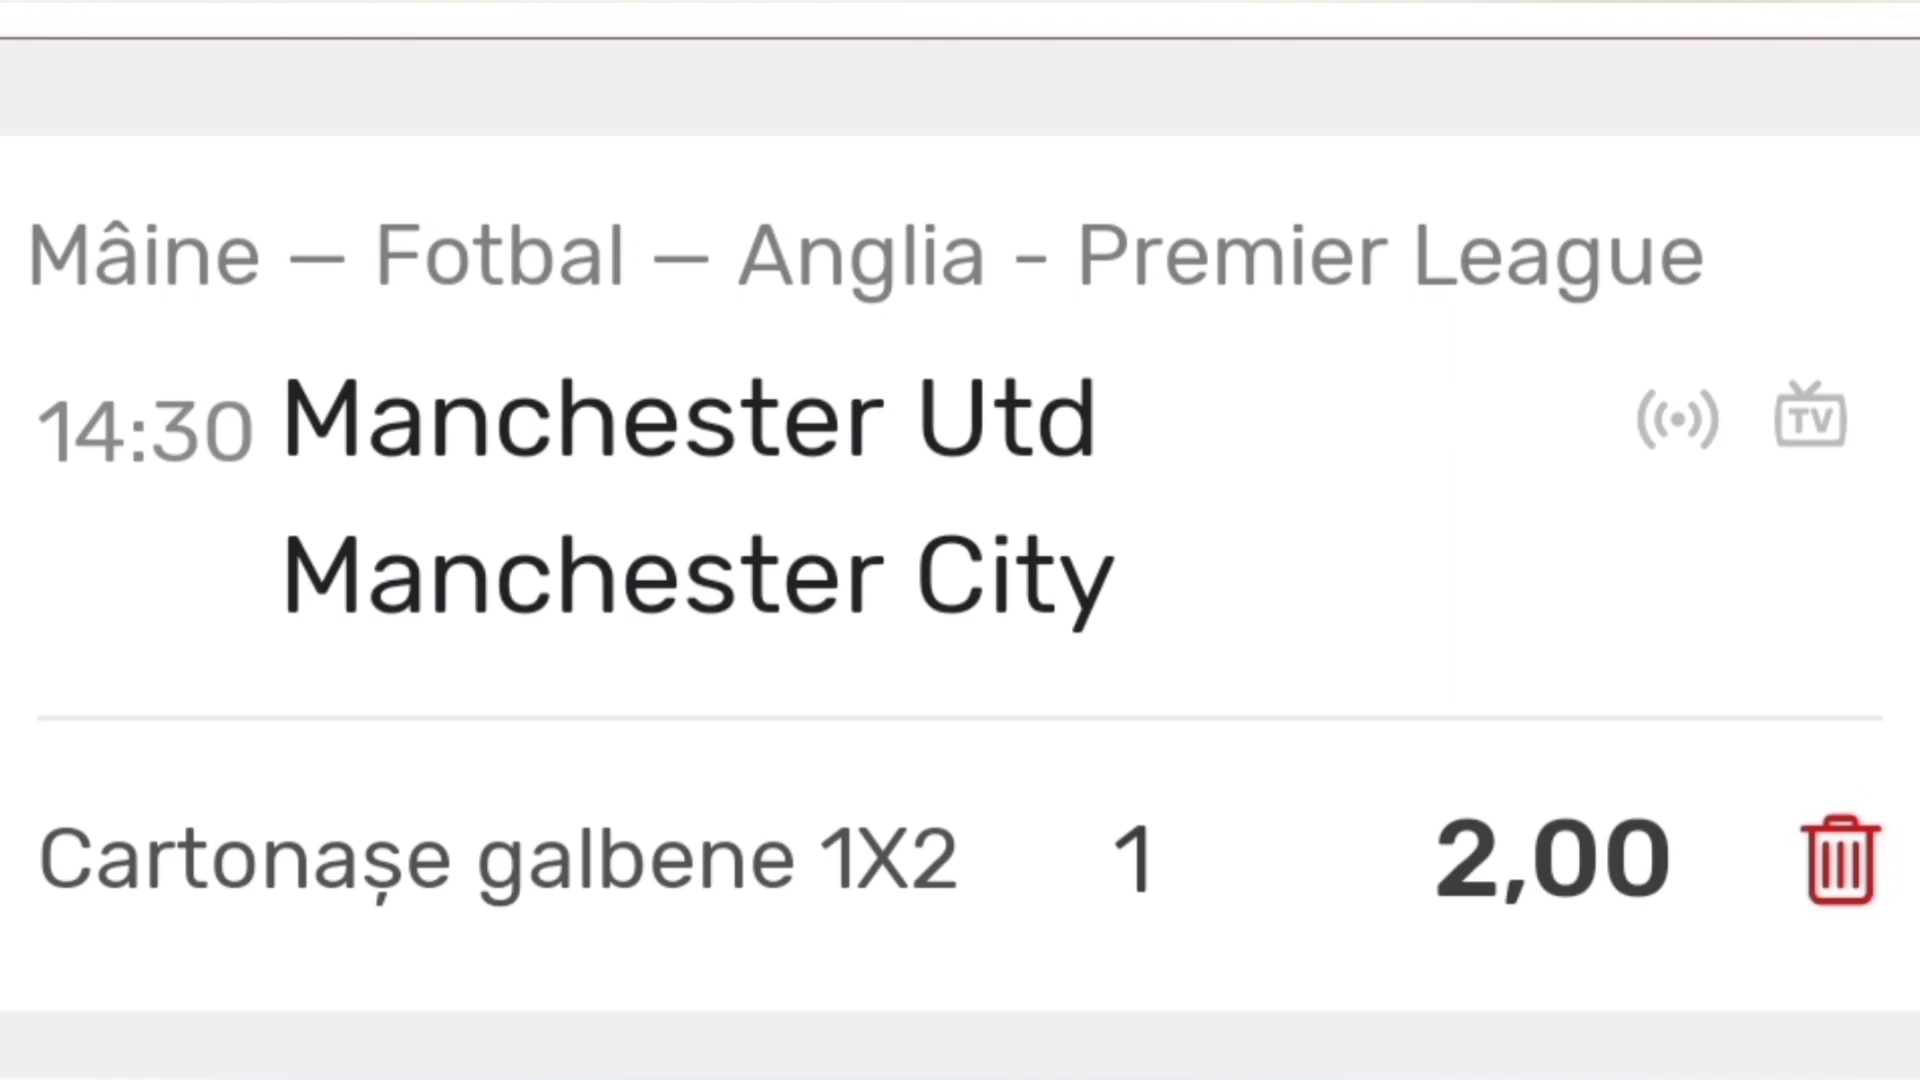 Mâine – Fotbal – Anglia - Premier League
14:30 Manchester Utd
TV
Manchester City
Cartonașe galbene 1X2 1 2,00